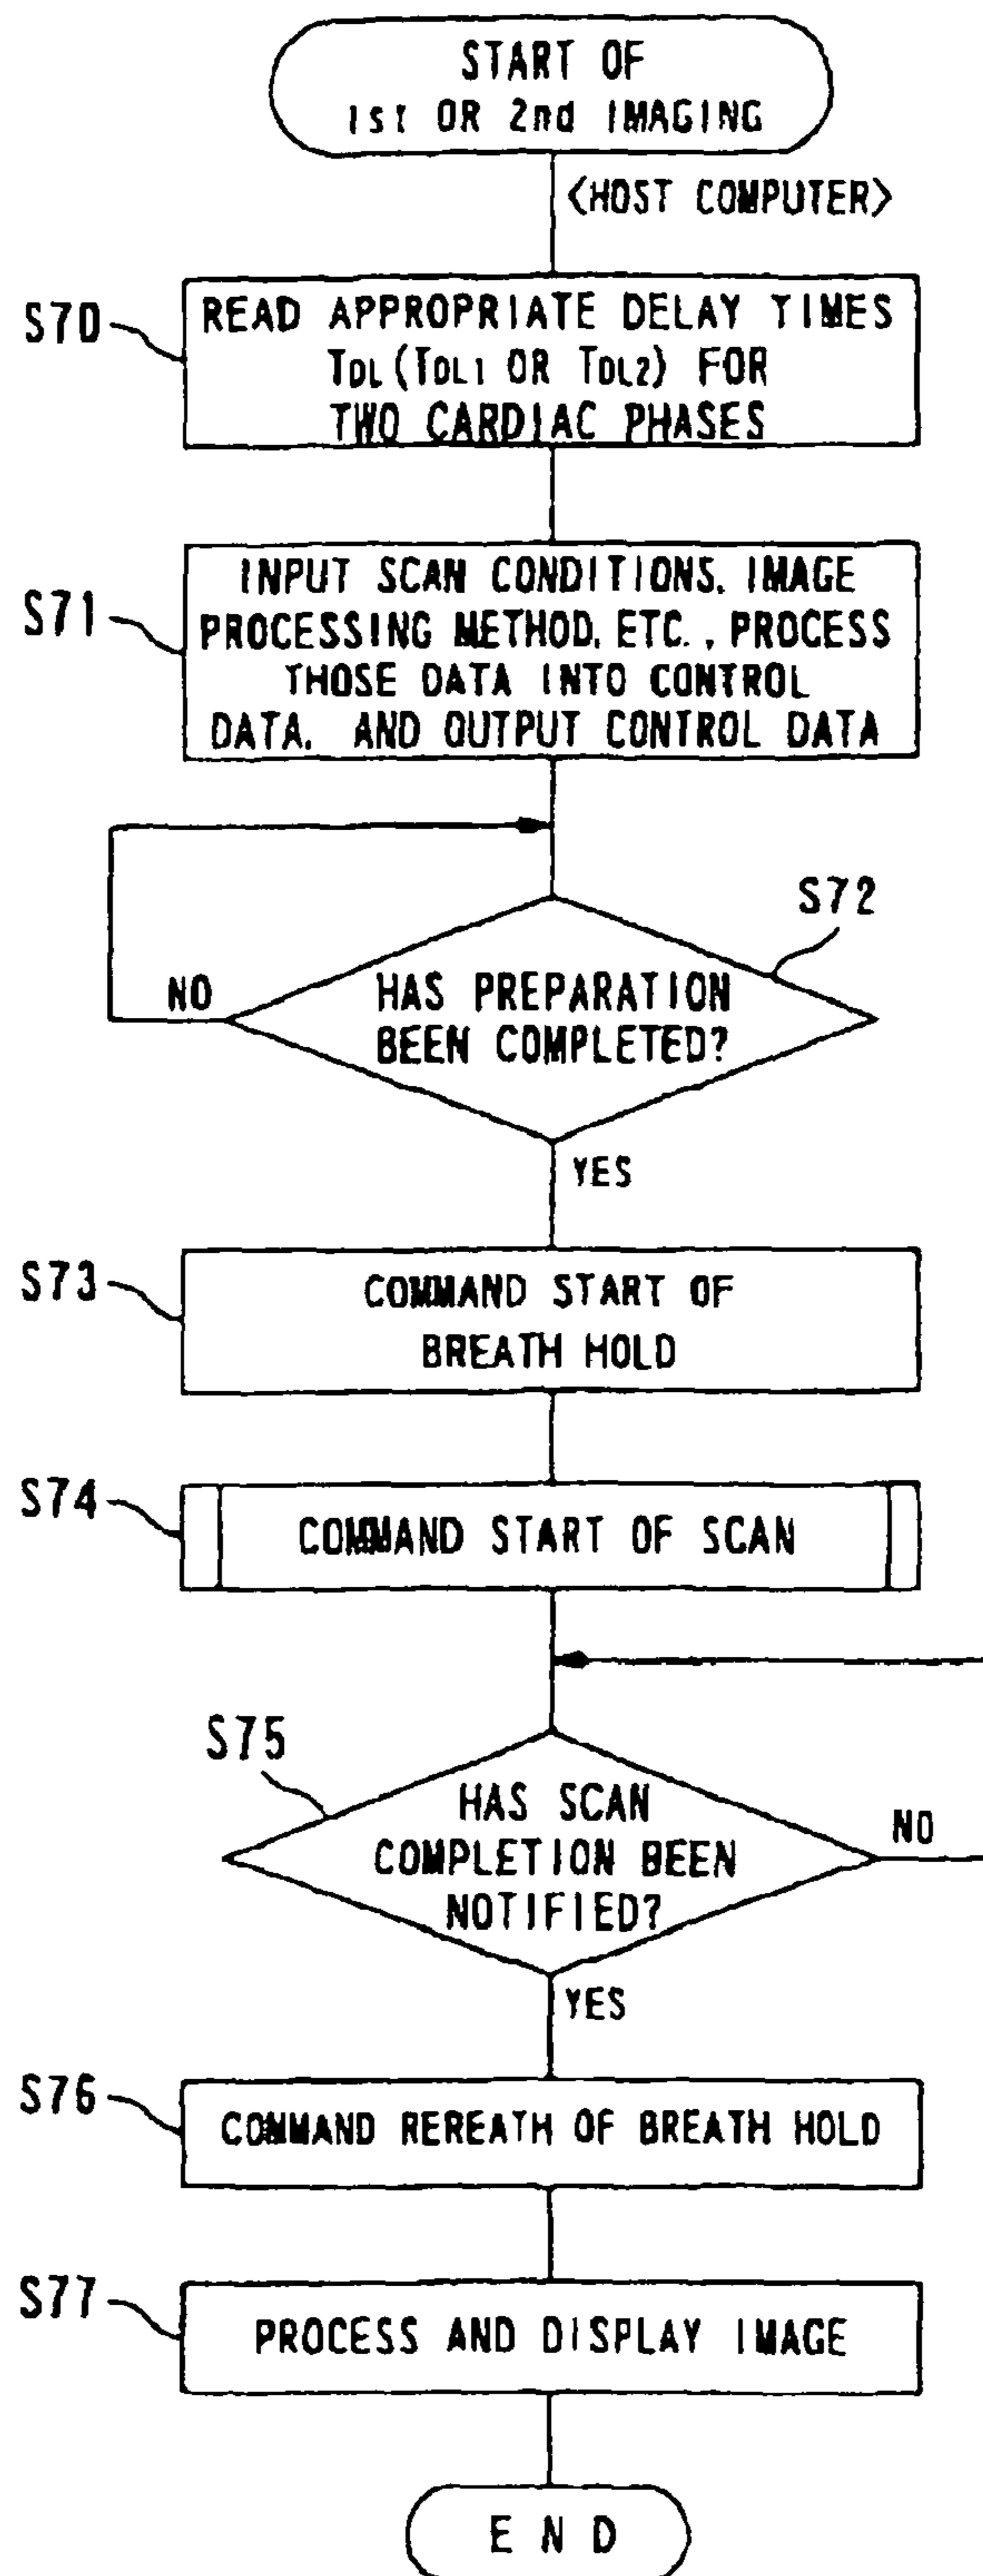 START OF
1st OR 2nd IMAGING
<HOST COMPUTER>
S70
READ APPROPRIATE DELAY TIMES
TDL (TDL1 OR TDL2) FOR
TWO CARDIAC PHASES
S71
INPUT SCAN CONDITIONS, IMAGE
PROCESSING METHOD, ETC., PROCESS
THOSE DATA INTO CONTROL
DATA, AND OUTPUT CONTROL DATA
S72
NO
HAS PREPARATION
BEEN COMPLETED?
YES
S73
COMMAND START OF
BREATH HOLD
S74
COMMAND START OF SCAN
S75
HAS SCAN
COMPLETION BEEN
NOTIFIED?
NO
YES
S76
COMMAND REREATH OF BREATH HOLD
S77
PROCESS AND DISPLAY IMAGE
END